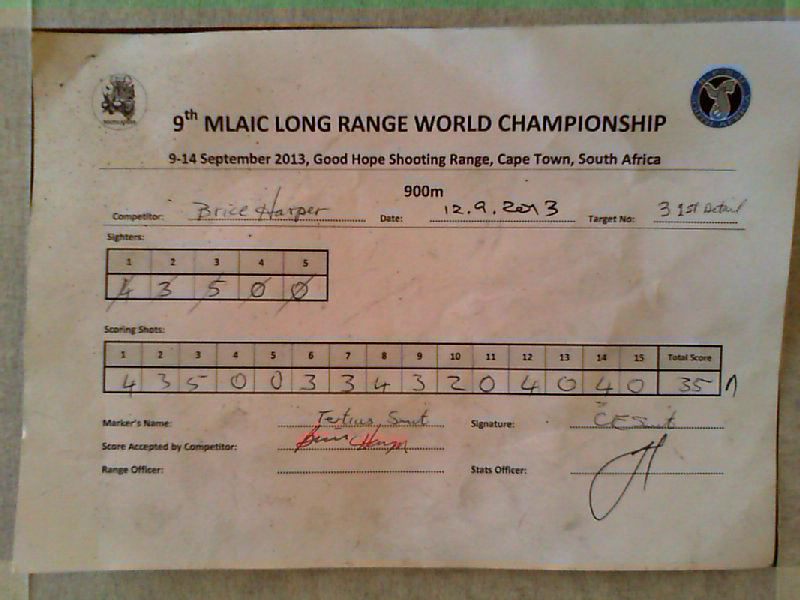 9th MLAIC LONG RANGE WORLD CHAMPIONSHIP
9-14 September 2013, Good Hope Shooting Range, Cape Town, South Africa
900m
Competitor: Brice Harper Date: 12.9.2013 Target No: 3 1st Detail
Sighters:
1 2 3 4 5
4 3 5 0 0
Scoring Shots:
1 2 3 4 5 6 7 8 9 10 11 12 13 14 15 Total Score
4 3 5 0 0 3 3 4 3 2 0 4 0 4 0 35
Marker's Name: Tertius Smit Signature: CESmit
Score Accepted by Competitor:
Range Officer: Stats Officer: